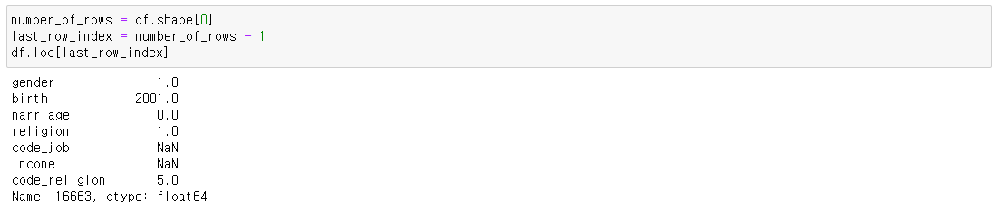 number_of_rows = df.shape[0]
last_row_index = number_of_rows - 1
df.loc[last_row_index]
gender 1.0
birth 2001.0
marriage 0.0
religion 1.0
code_job NaN
income NaN
code_religion 5.0
Name: 16663, dtype: float64